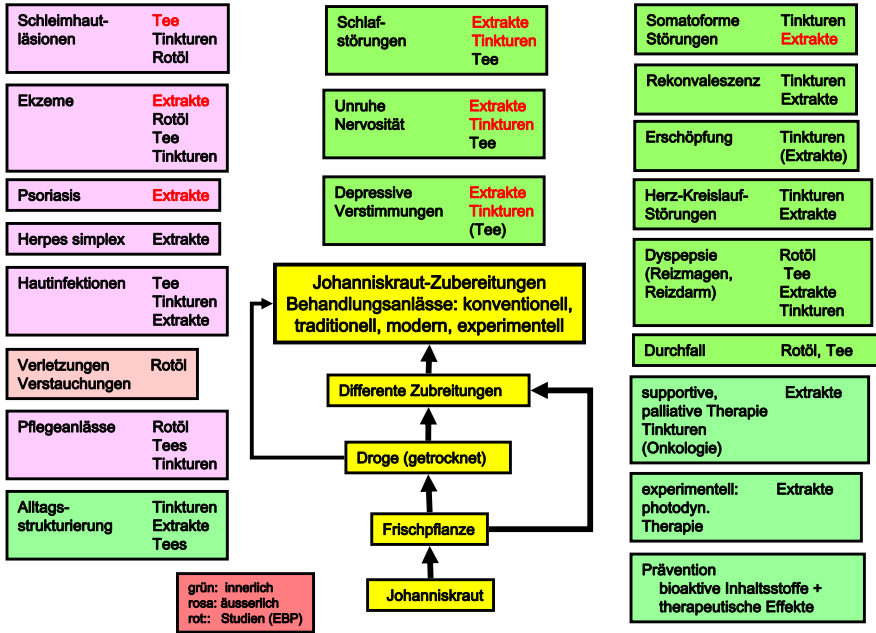 Schleimhaut- Tee
läsionen Tinkturen
Rotöl
Ekzeme Extrakte
Rotöl
Tee
Tinkturen
Psoriasis Extrakte
Herpes simplex Extrakte
Hautinfektionen Tee
Tinkturen
Extrakte
Verletzungen Rotöl
Verstauchungen
Pflegeanlässe Rotöl
Tees
Tinkturen
Alltags- Tinkturen
strukturierung Extrakte
Tees
Schlaf- Extrakte
störungen Tinkturen
Tee
Unruhe Extrakte
Nervosität Tinkturen
Tee
Depressive Extrakte
Verstimmungen Tinkturen
(Tee)
Johanniskraut-Zubereitungen
Behandlungsanlässe: konventionell,
traditionell, modern, experimentell
Differente Zubreitungen
Droge (getrocknet)
Frischpflanze
Johanniskraut
grün: innerlich
rosa: äusserlich
rot:: Studien (EBP)
Somatoforme Tinkturen
Störungen Extrakte
Rekonvaleszenz Tinkturen
Extrakte
Erschöpfung Tinkturen
(Extrakte)
Herz-Kreislauf- Tinkturen
Störungen Extrakte
Dyspepsie Rotöl
(Reizmagen, Tee
Reizdarm) Extrakte
Tinkturen
Durchfall Rotöl, Tee
supportive, Extrakte
palliative Therapie
Tinkturen
(Onkologie)
experimentell: Extrakte
photodyn.
Therapie
Prävention
bioaktive Inhaltsstoffe +
therapeutische Effekte